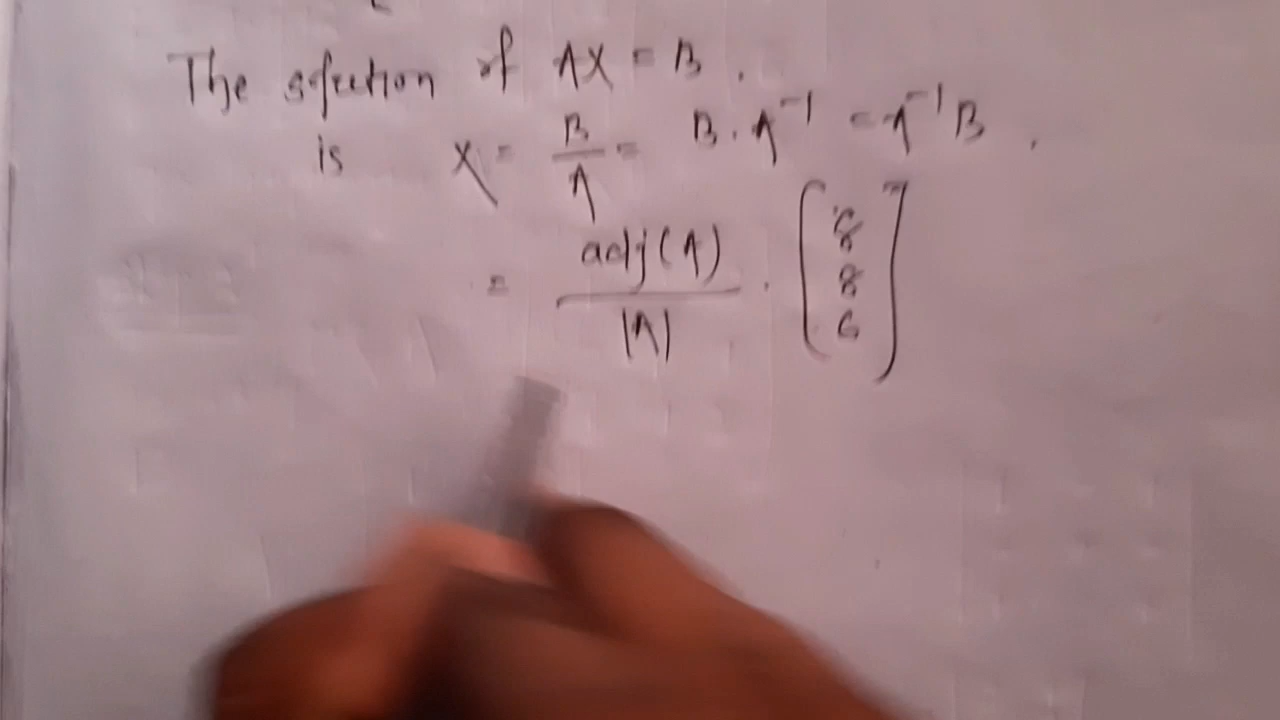 The solution of AX = B .
is X = B/A = B . A⁻¹ = A⁻¹B .
= adj(A)/|A| . [8 8 6]